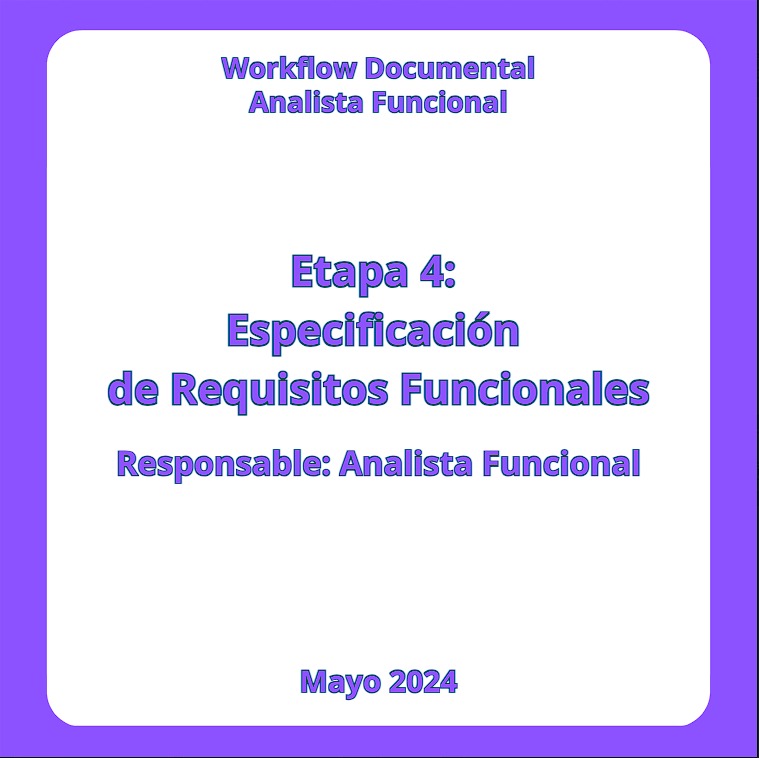 Workflow Documental
Analista Funcional
Etapa 4:
Especificación
de Requisitos Funcionales
Responsable: Analista Funcional
Mayo 2024